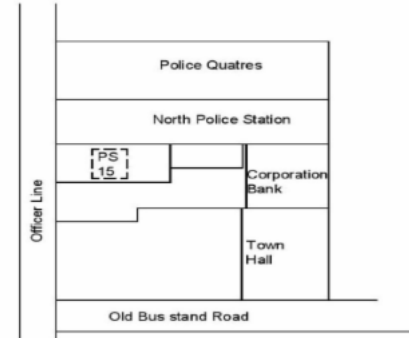 Police Quatres
North Police Station
PS
15
Corporation
Bank
Officer Line
Town
Hall
Old Bus stand Road